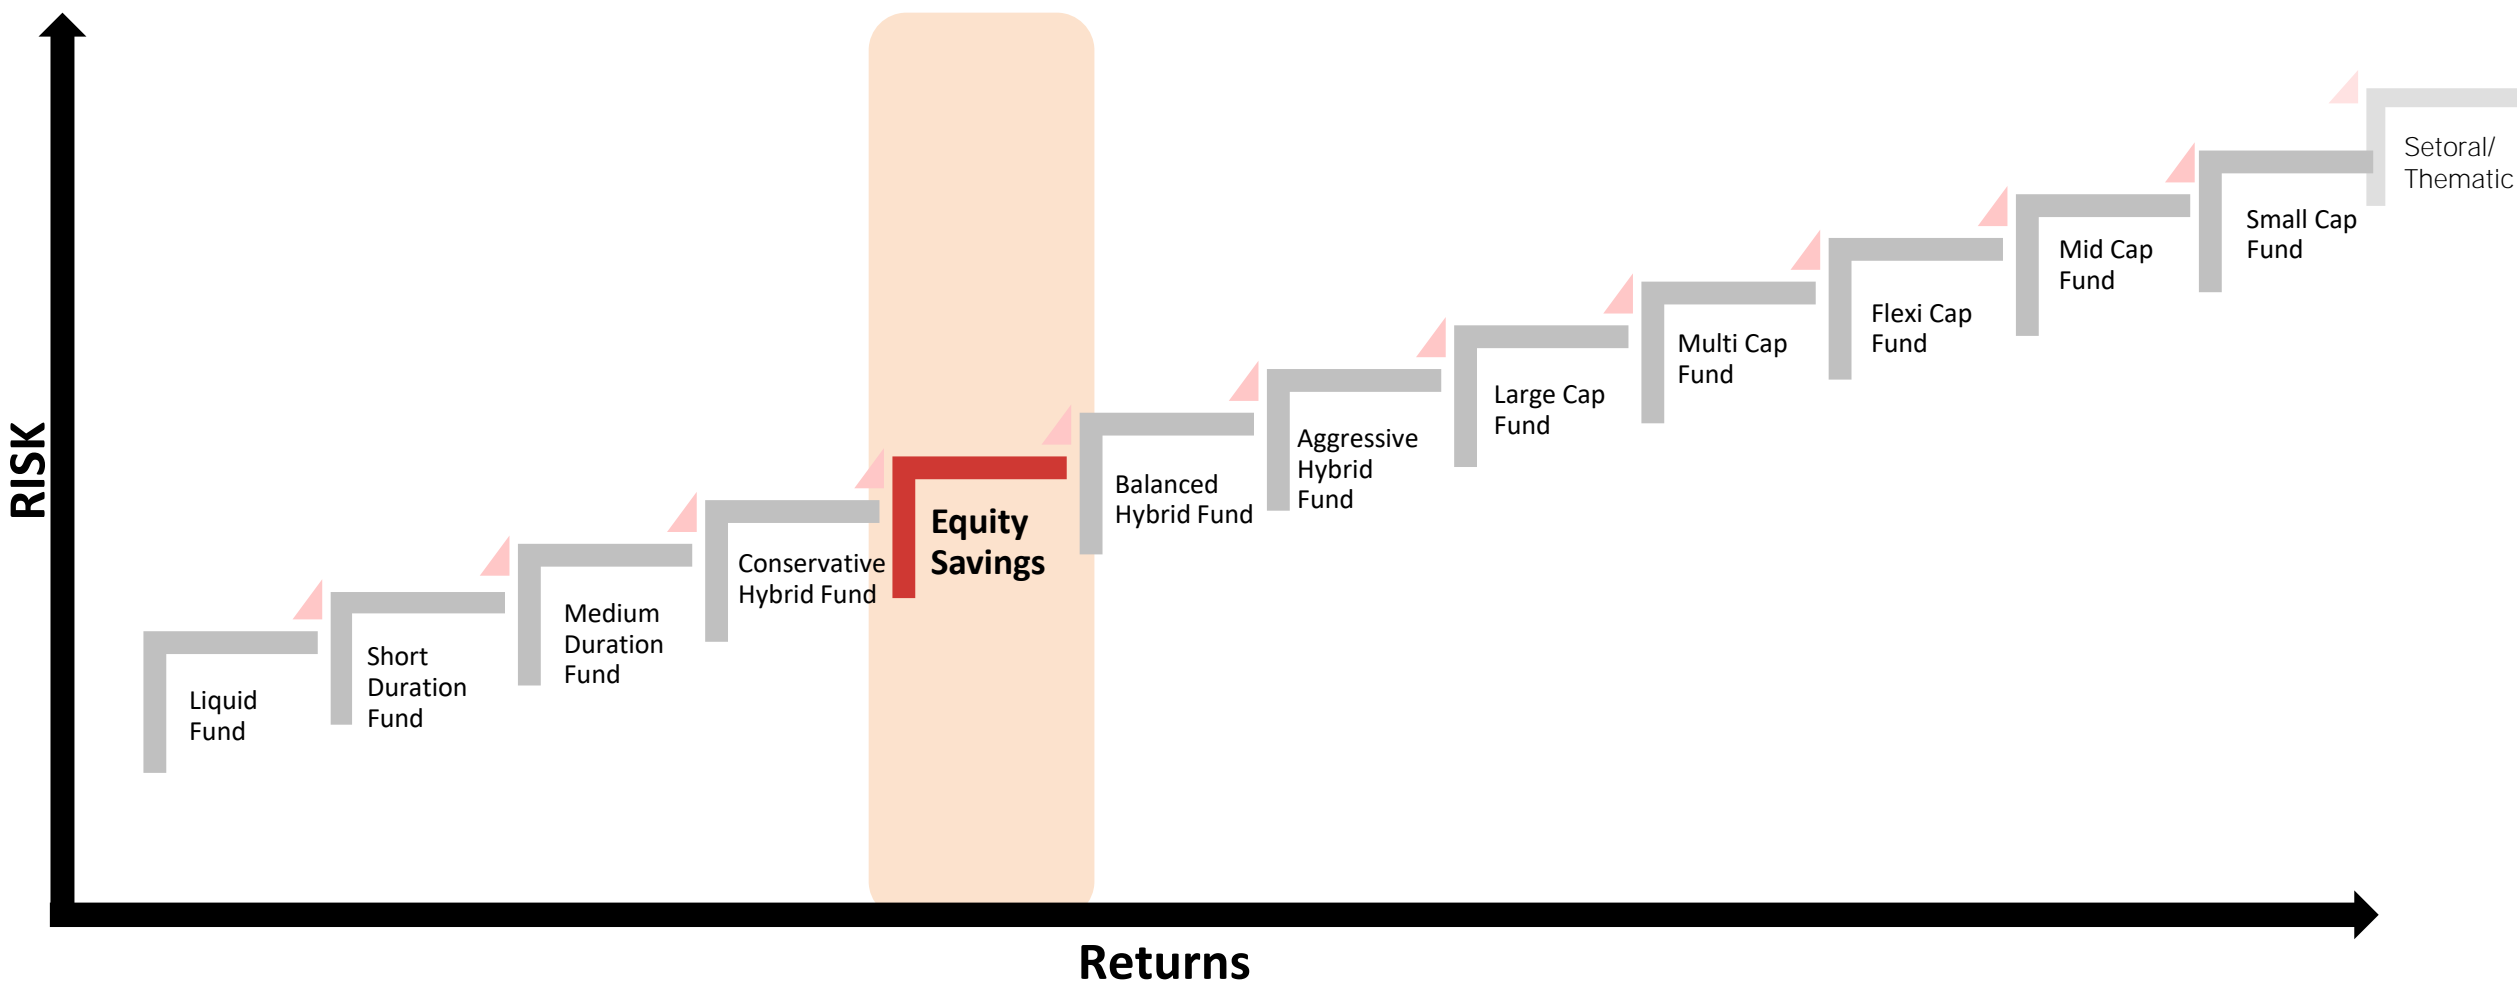 RISK
Liquid
Fund
Short
Duration
Fund
Medium
Duration
Fund
Conservative
Hybrid Fund
Equity
Savings
Balanced
Hybrid Fund
Aggressive
Hybrid
Fund
Large Cap
Fund
Multi Cap
Fund
Flexi Cap
Fund
Mid Cap
Fund
Small Cap
Fund
Setoral/
Thematic
Returns